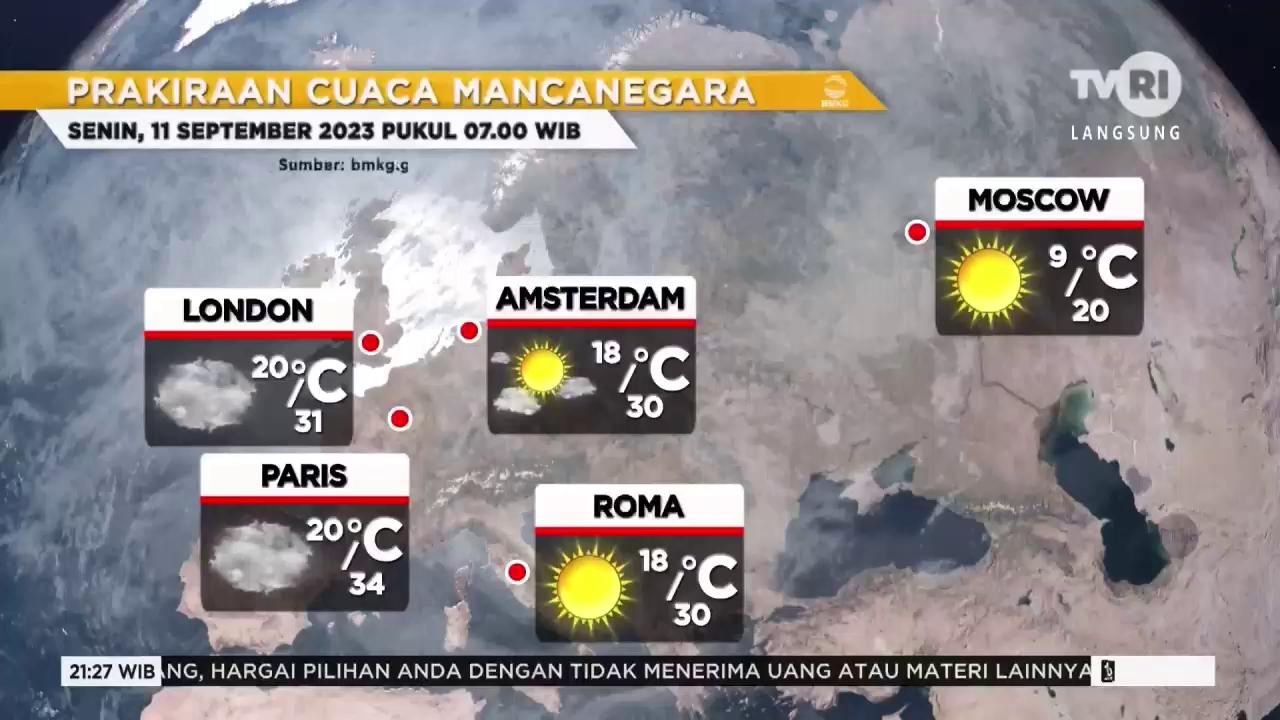 PRAKIRAAN CUACA MANCANEGARA
BMKG
SENIN, 11 SEPTEMBER 2023 PUKUL 07.00 WIB
Sumber: bmkg.g
TVRI
LANGSUNG
MOSCOW
9/°C
20
LONDON
20°/C
31
AMSTERDAM
18/°C
30
PARIS
20°/C
34
ROMA
18/°C
30
21:27 WIB
ANG, HARGAI PILIHAN ANDA DENGAN TIDAK MENERIMA UANG ATAU MATERI LAINNYA